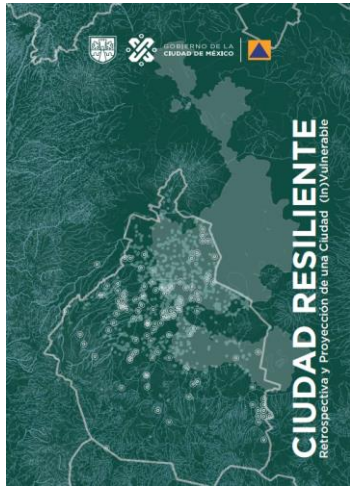 GOBIERNO DE LA
CIUDAD DE MÉXICO
CIUDAD RESILIENTE
Retrospectiva y Proyección de una Ciudad (In)Vulnerable